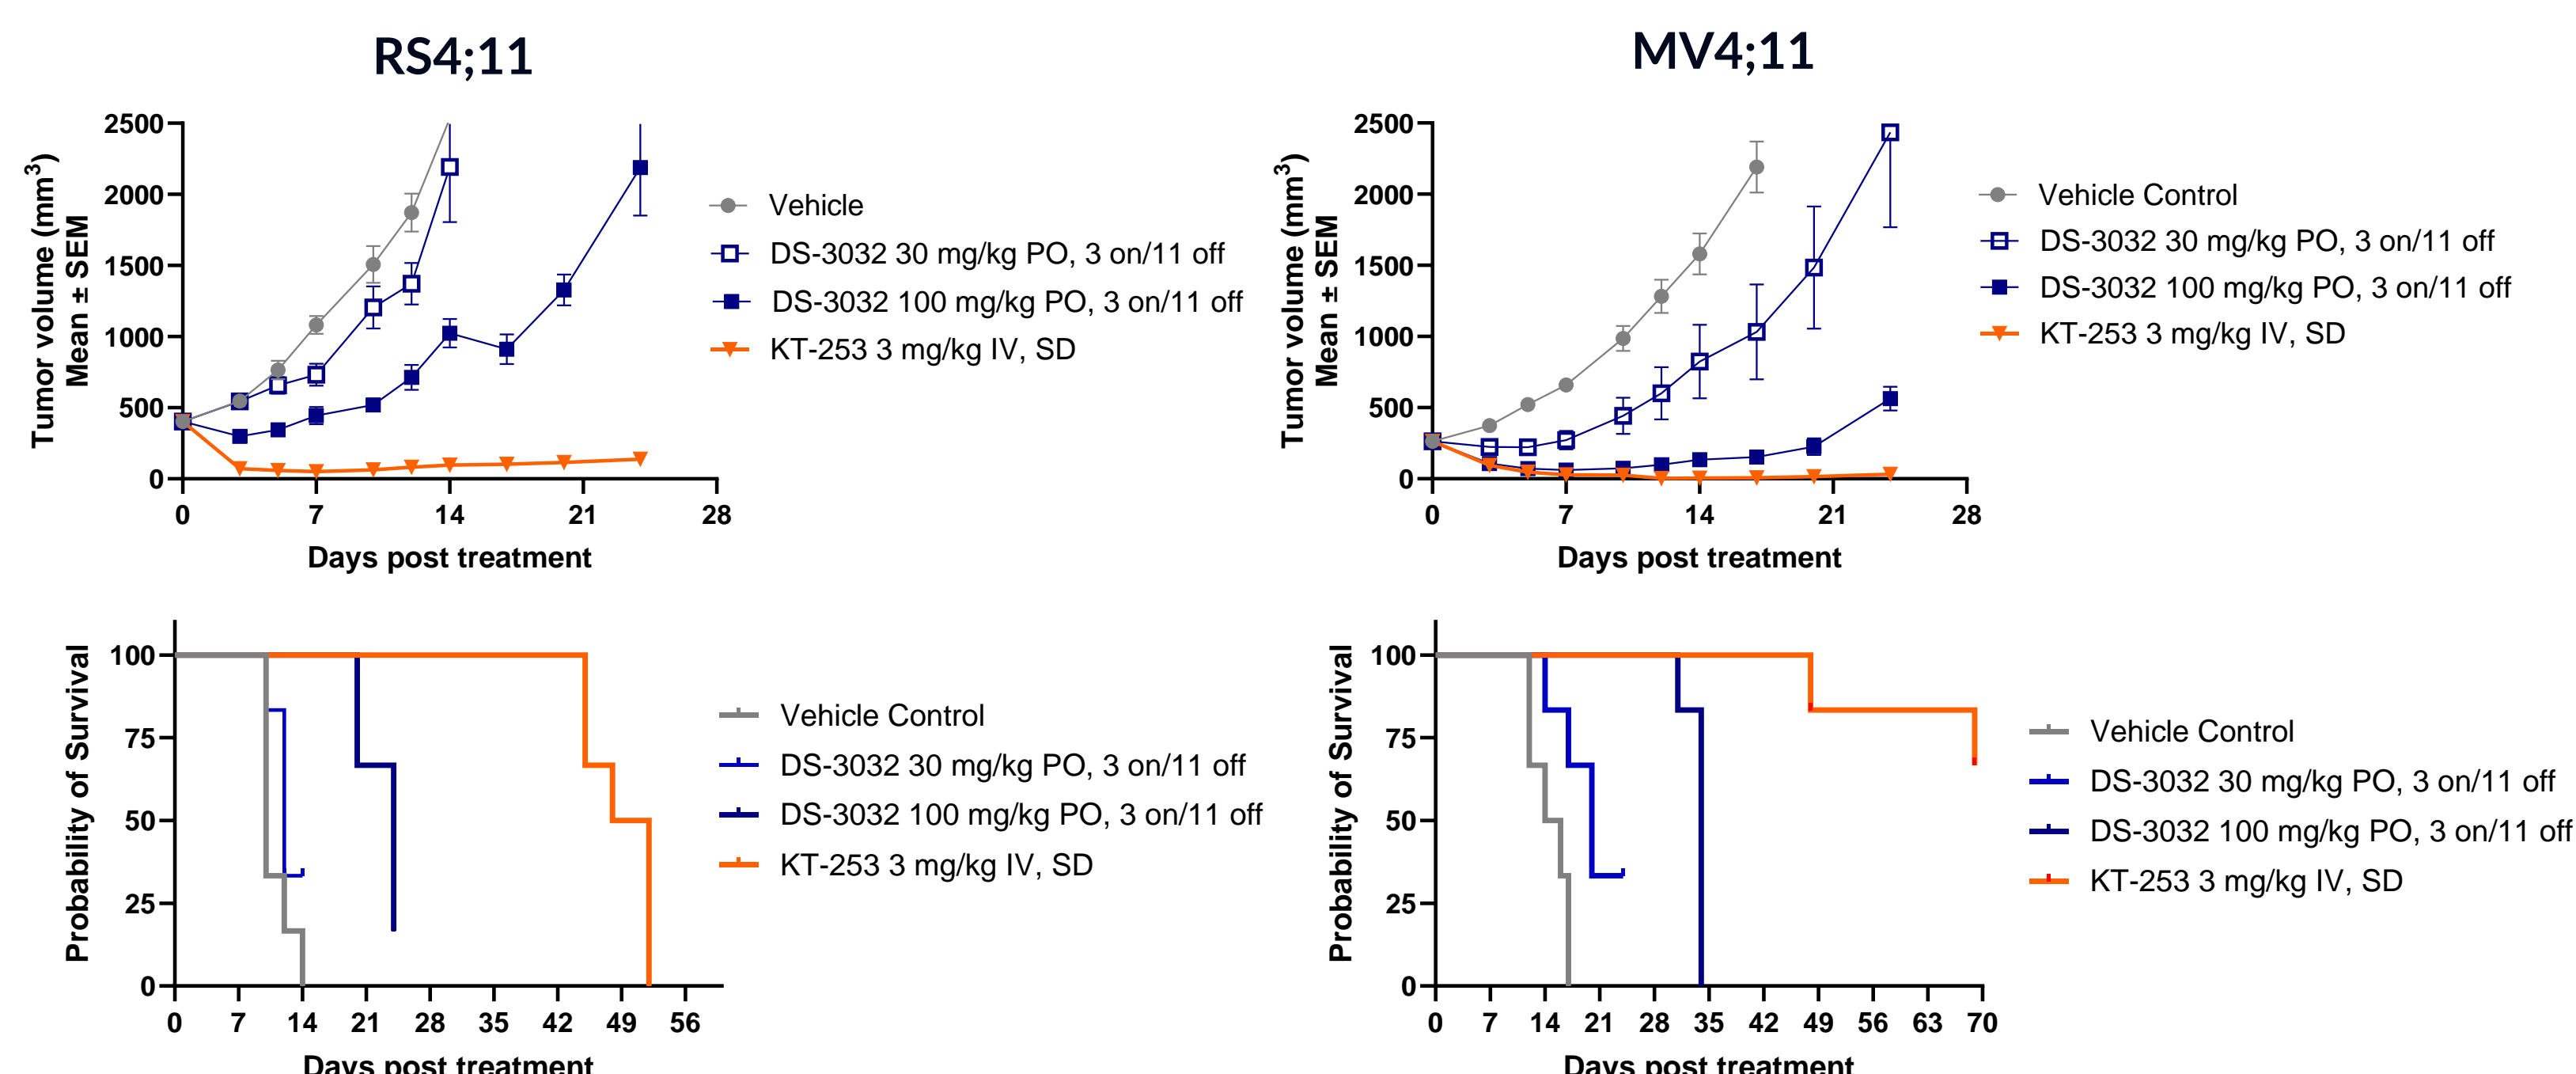 RS4;11
2500
2000
1500
1000
500
0
0 7 14 21 28
Tumor volume (mm³)
Mean ± SEM
Days post treatment
Vehicle
DS-3032 30 mg/kg PO, 3 on/11 off
DS-3032 100 mg/kg PO, 3 on/11 off
KT-253 3 mg/kg IV, SD
MV4;11
2500
2000
1500
1000
500
0
0 7 14 21 28
Tumor volume (mm³)
Mean ± SEM
Days post treatment
Vehicle Control
DS-3032 30 mg/kg PO, 3 on/11 off
DS-3032 100 mg/kg PO, 3 on/11 off
KT-253 3 mg/kg IV, SD
100
75
50
25
0
0 7 14 21 28 35 42 49 56
Probability of Survival
Days post treatment
Vehicle Control
DS-3032 30 mg/kg PO, 3 on/11 off
DS-3032 100 mg/kg PO, 3 on/11 off
KT-253 3 mg/kg IV, SD
100
75
50
25
0
0 7 14 21 28 35 42 49 56 63 70
Probability of Survival
Days post treatment
Vehicle Control
DS-3032 30 mg/kg PO, 3 on/11 off
DS-3032 100 mg/kg PO, 3 on/11 off
KT-253 3 mg/kg IV, SD